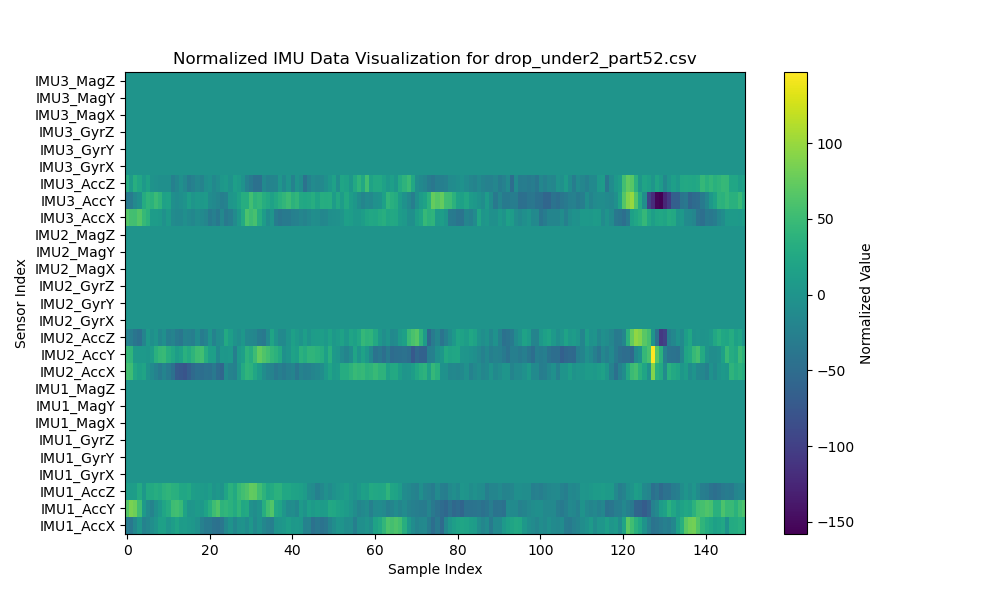 Normalized IMU Data Visualization for drop_under2_part52.csv
IMU3_MagZ
IMU3_MagY
IMU3_MagX
IMU3_GyrZ
IMU3_GyrY
IMU3_GyrX
IMU3_AccZ
IMU3_AccY
IMU3_AccX
IMU2_MagZ
IMU2_MagY
IMU2_MagX
IMU2_GyrZ
IMU2_GyrY
IMU2_GyrX
IMU2_AccZ
IMU2_AccY
IMU2_AccX
IMU1_MagZ
IMU1_MagY
IMU1_MagX
IMU1_GyrZ
IMU1_GyrY
IMU1_GyrX
IMU1_AccZ
IMU1_AccY
IMU1_AccX
Sensor Index
0 20 40 60 80 100 120 140
Sample Index
100
50
0
−50
−100
−150
Normalized Value